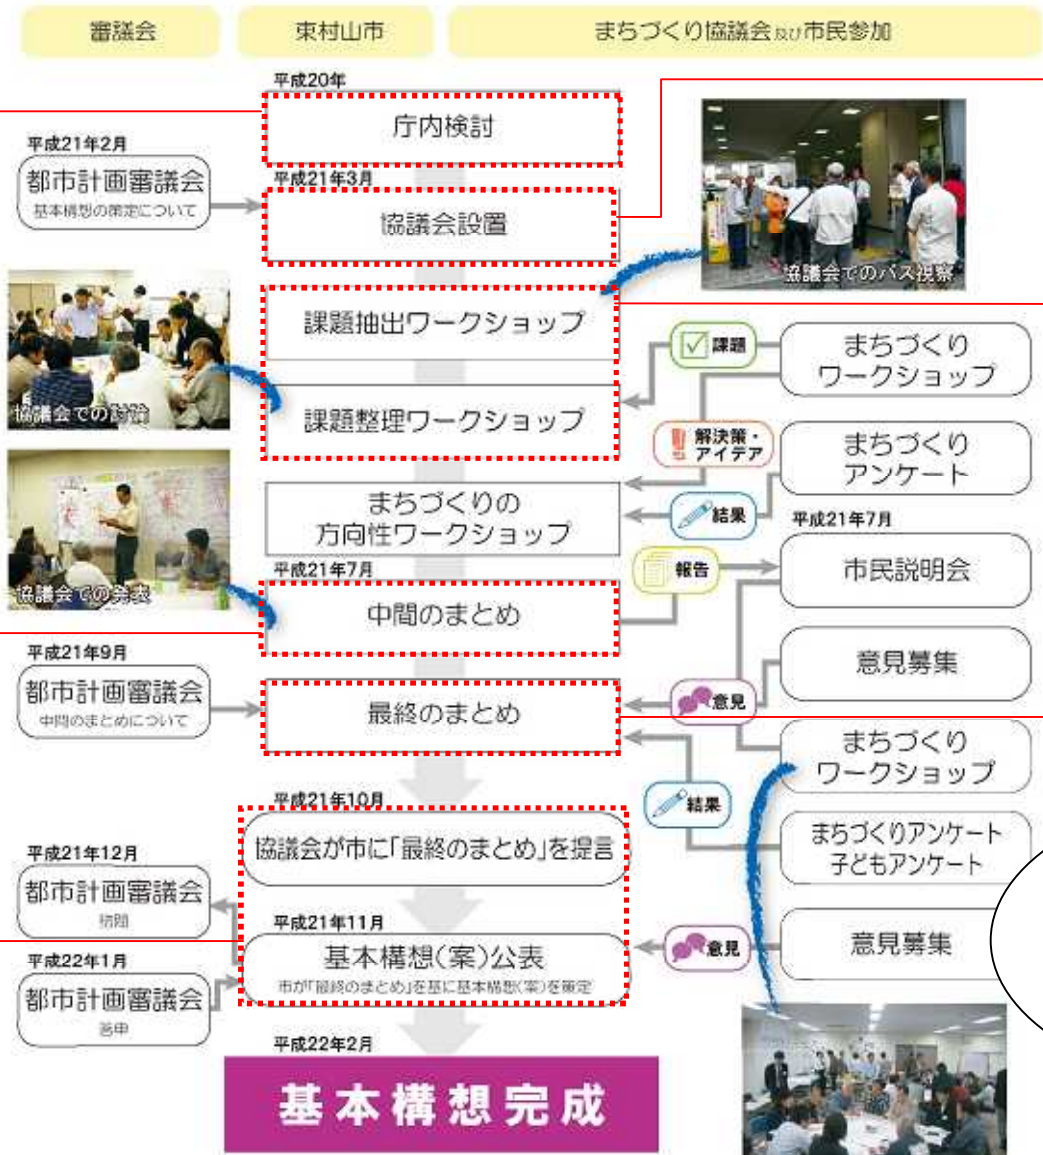 審議会
東村山市
まちづくり協議会及び市民参加
平成20年
庁内検討
平成21年2月
都市計画審議会
基本構想の策定について
平成21年3月
協議会設置
協議会でのバス視察
課題抽出ワークショップ
課題
まちづくり
ワークショップ
協議会での討論
課題整理ワークショップ
解決策・
アイデア
まちづくり
アンケート
まちづくりの
方向性ワークショップ
結果
協議会での発表
平成21年7月
中間のまとめ
報告
平成21年7月
市民説明会
平成21年9月
都市計画審議会
中間のまとめについて
最終のまとめ
意見
意見募集
まちづくり
ワークショップ
結果
まちづくりアンケート
子どもアンケート
平成21年10月
協議会が市に「最終のまとめ」を提言
平成21年12月
都市計画審議会
諮問
平成21年11月
基本構想(案)公表
市が「最終のまとめ」を基に基本構想(案)を策定
意見
意見募集
平成22年1月
都市計画審議会
答申
平成22年2月
基本構想完成